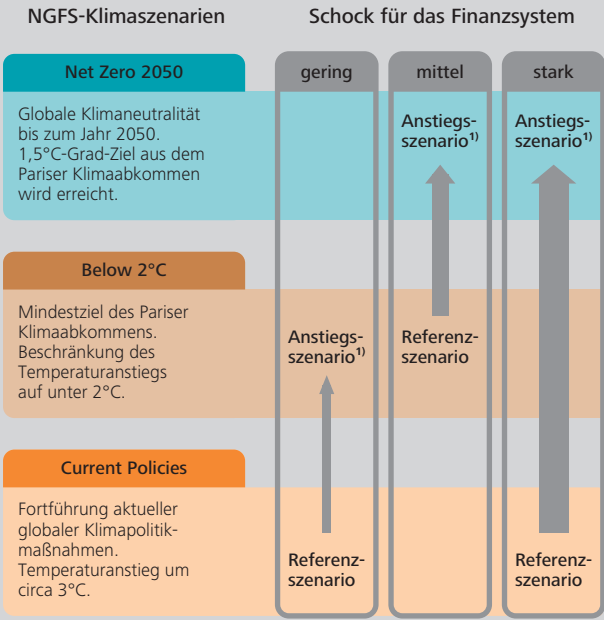 NGFS-Klimaszenarien
Schock für das Finanzsystem
Net Zero 2050
gering
mittel
stark
Globale Klimaneutralität
bis zum Jahr 2050.
1,5°C-Grad-Ziel aus dem
Pariser Klimaabkommen
wird erreicht.
Anstiegs-
szenario¹⁾
Anstiegs-
szenario¹⁾
Below 2°C
Mindestziel des Pariser
Klimaabkommens.
Beschränkung des
Temperaturanstiegs
auf unter 2°C.
Anstiegs-
szenario¹⁾
Referenz-
szenario
Current Policies
Fortführung aktueller
globaler Klimapolitik-
maßnahmen.
Temperaturanstieg um
circa 3°C.
Referenz-
szenario
Referenz-
szenario